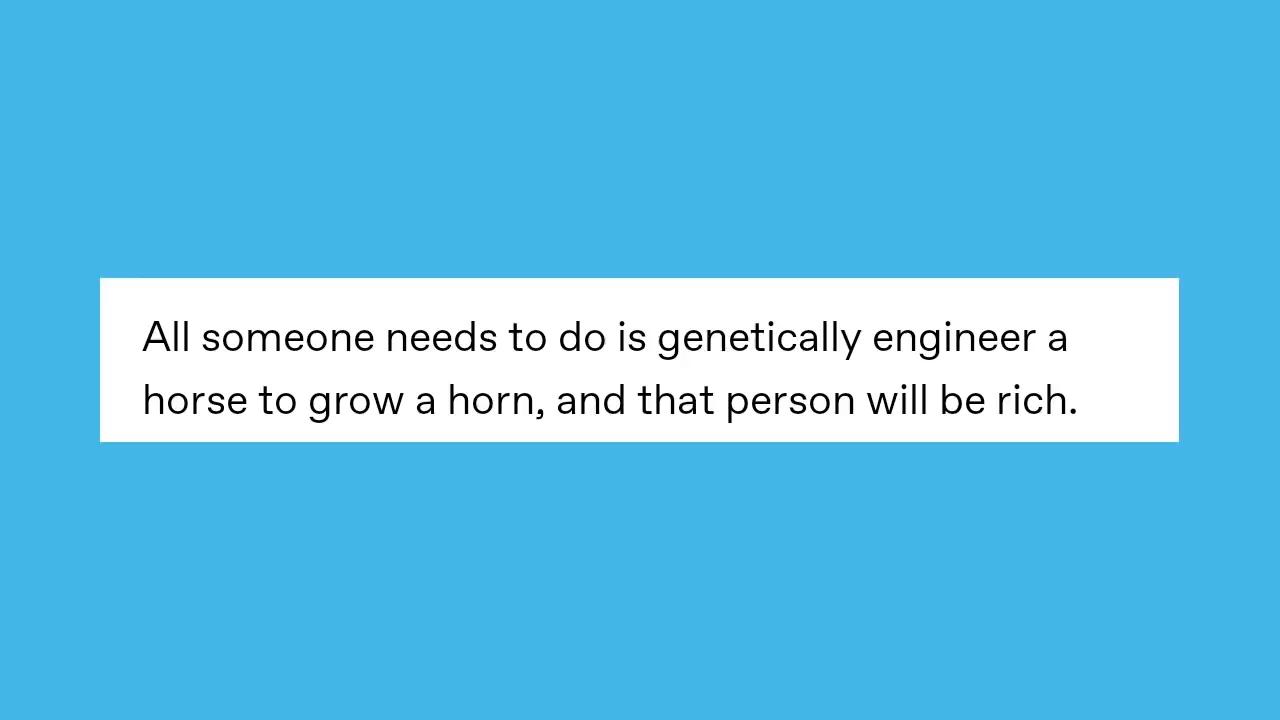 All someone needs to do is genetically engineer a
horse to grow a horn, and that person will be rich.